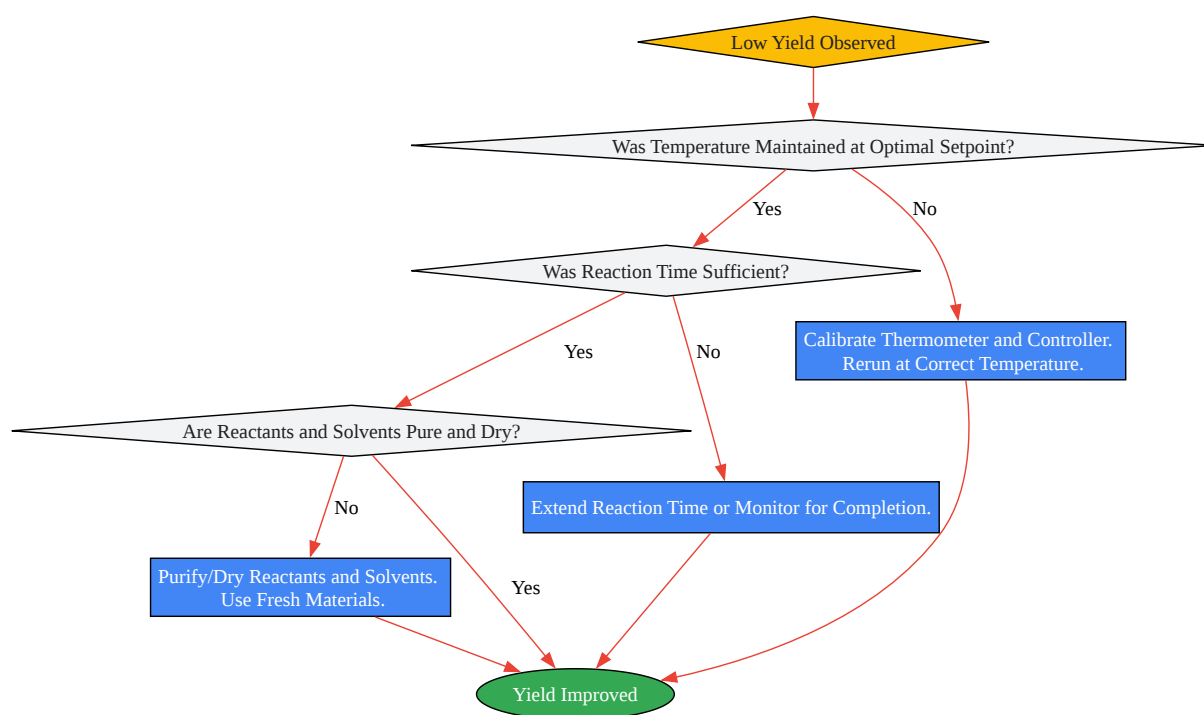 Low Yield Observed
Was Temperature Maintained at Optimal Setpoint?
Yes
No
Was Reaction Time Sufficient?
Calibrate Thermometer and Controller.
Rerun at Correct Temperature.
Yes
No
Are Reactants and Solvents Pure and Dry?
Extend Reaction Time or Monitor for Completion.
No
Purify/Dry Reactants and Solvents.
Use Fresh Materials.
Yes
Yield Improved